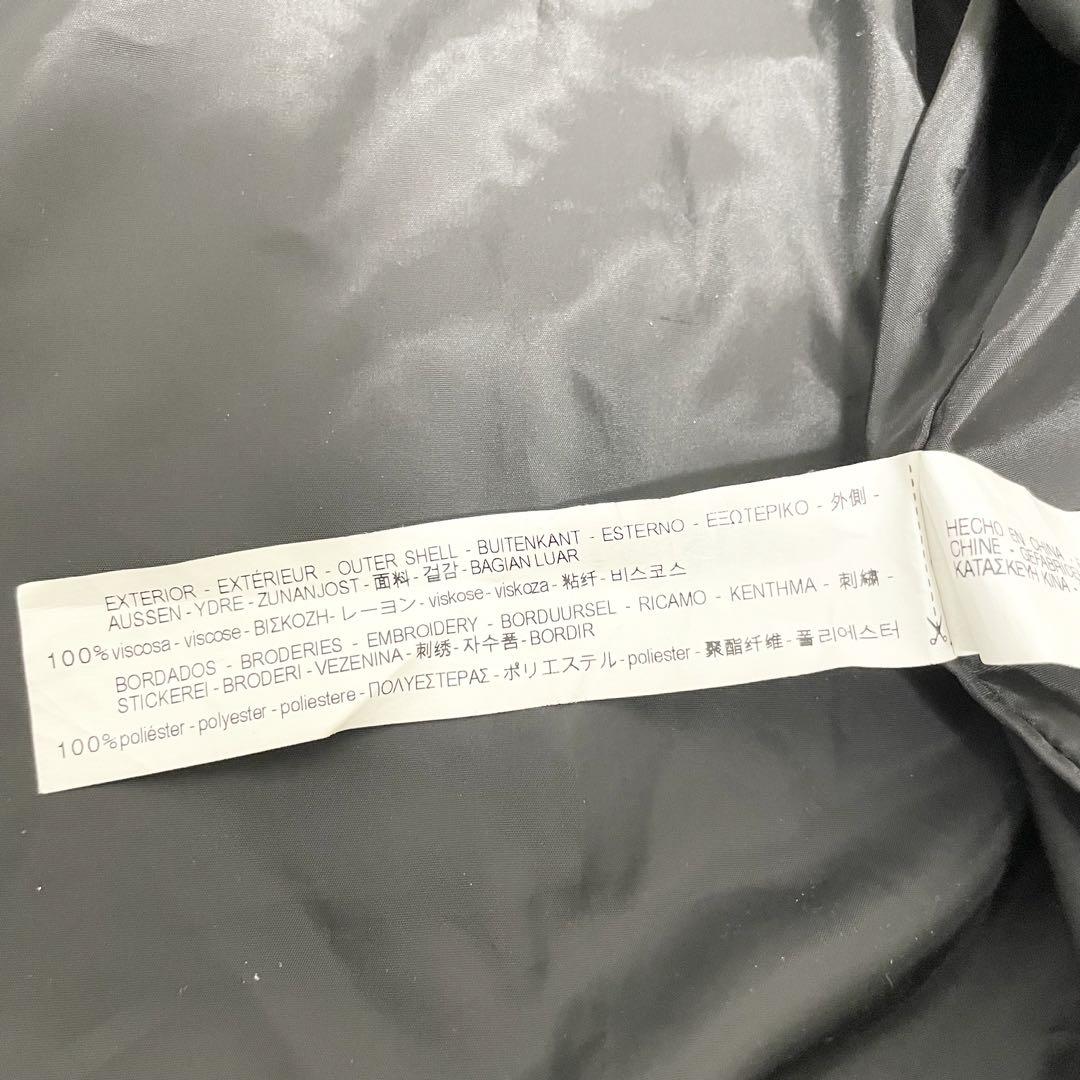 EXTERIOR - EXTÉRIEUR - OUTER SHELL - BUITENKANT - ESTERNO - ΕΞΩΤΕΡΙΚΟ - 外側 -
AUSSEN - YDRE - ZUNANJOST - 面料 - 겉감 - BAGIAN LUAR
100% viscosa - viscose - ΒΙΣΚΟΖΗ - レーヨン - viskose - viskoza - 粘纤 - 비스코스
BORDADOS - BRODERIES - EMBROIDERY - BORDUURSEL - RICAMO - ΚΕΝΤΗΜΑ - 刺繍 -
STICKEREI - BRODERI - VEZENINA - 刺绣 - 자수품 - BORDIR
100% poliéster - polyester - poliestere - ΠΟΛΥΕΣΤΕΡΑΣ - ポリエステル - poliester - 聚酯纤维 - 폴리에스터
HECHO EN CHINA
CHINE -
ΚΙΝΑ -